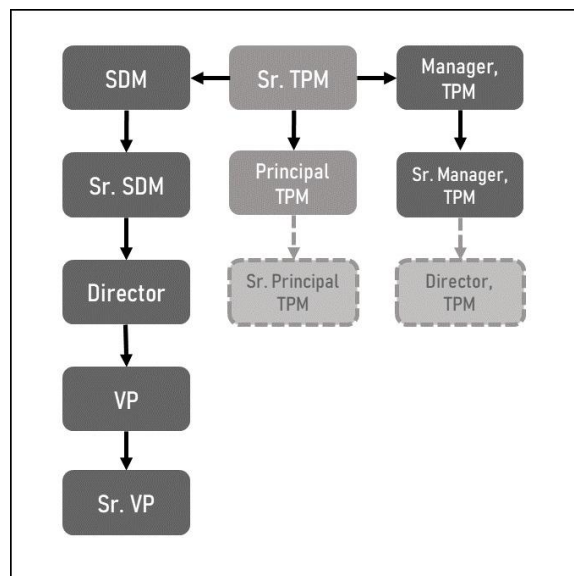 SDM
Sr. TPM
Manager,
TPM
Sr. SDM
Principal
TPM
Sr. Manager,
TPM
Director
Sr. Principal
TPM
Director,
TPM
VP
Sr. VP